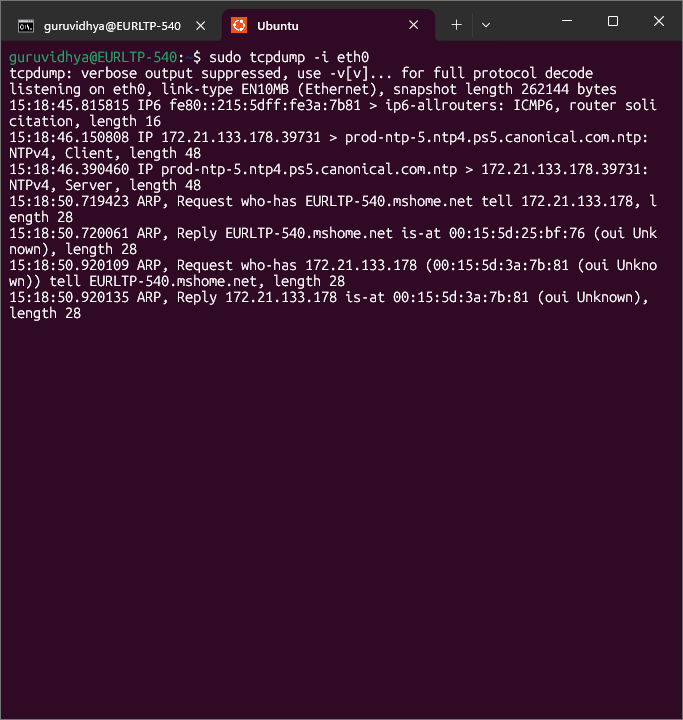 guruvidhya@EURLTP-540
Ubuntu
guruvidhya@EURLTP-540:~$ sudo tcpdump -i eth0
tcpdump: verbose output suppressed, use -v[v]... for full protocol decode
listening on eth0, link-type EN10MB (Ethernet), snapshot length 262144 bytes
15:18:45.815815 IP6 fe80::215:5dff:fe3a:7b81 > ip6-allrouters: ICMP6, router soli
citation, length 16
15:18:46.150808 IP 172.21.133.178.39731 > prod-ntp-5.ntp4.ps5.canonical.com.ntp:
NTPv4, Client, length 48
15:18:46.390460 IP prod-ntp-5.ntp4.ps5.canonical.com.ntp > 172.21.133.178.39731:
NTPv4, Server, length 48
15:18:50.719423 ARP, Request who-has EURLTP-540.mshome.net tell 172.21.133.178, l
ength 28
15:18:50.720061 ARP, Reply EURLTP-540.mshome.net is-at 00:15:5d:25:bf:76 (oui Unk
nown), length 28
15:18:50.920109 ARP, Request who-has 172.21.133.178 (00:15:5d:3a:7b:81 (oui Unkno
wn)) tell EURLTP-540.mshome.net, length 28
15:18:50.920135 ARP, Reply 172.21.133.178 is-at 00:15:5d:3a:7b:81 (oui Unknown),
length 28